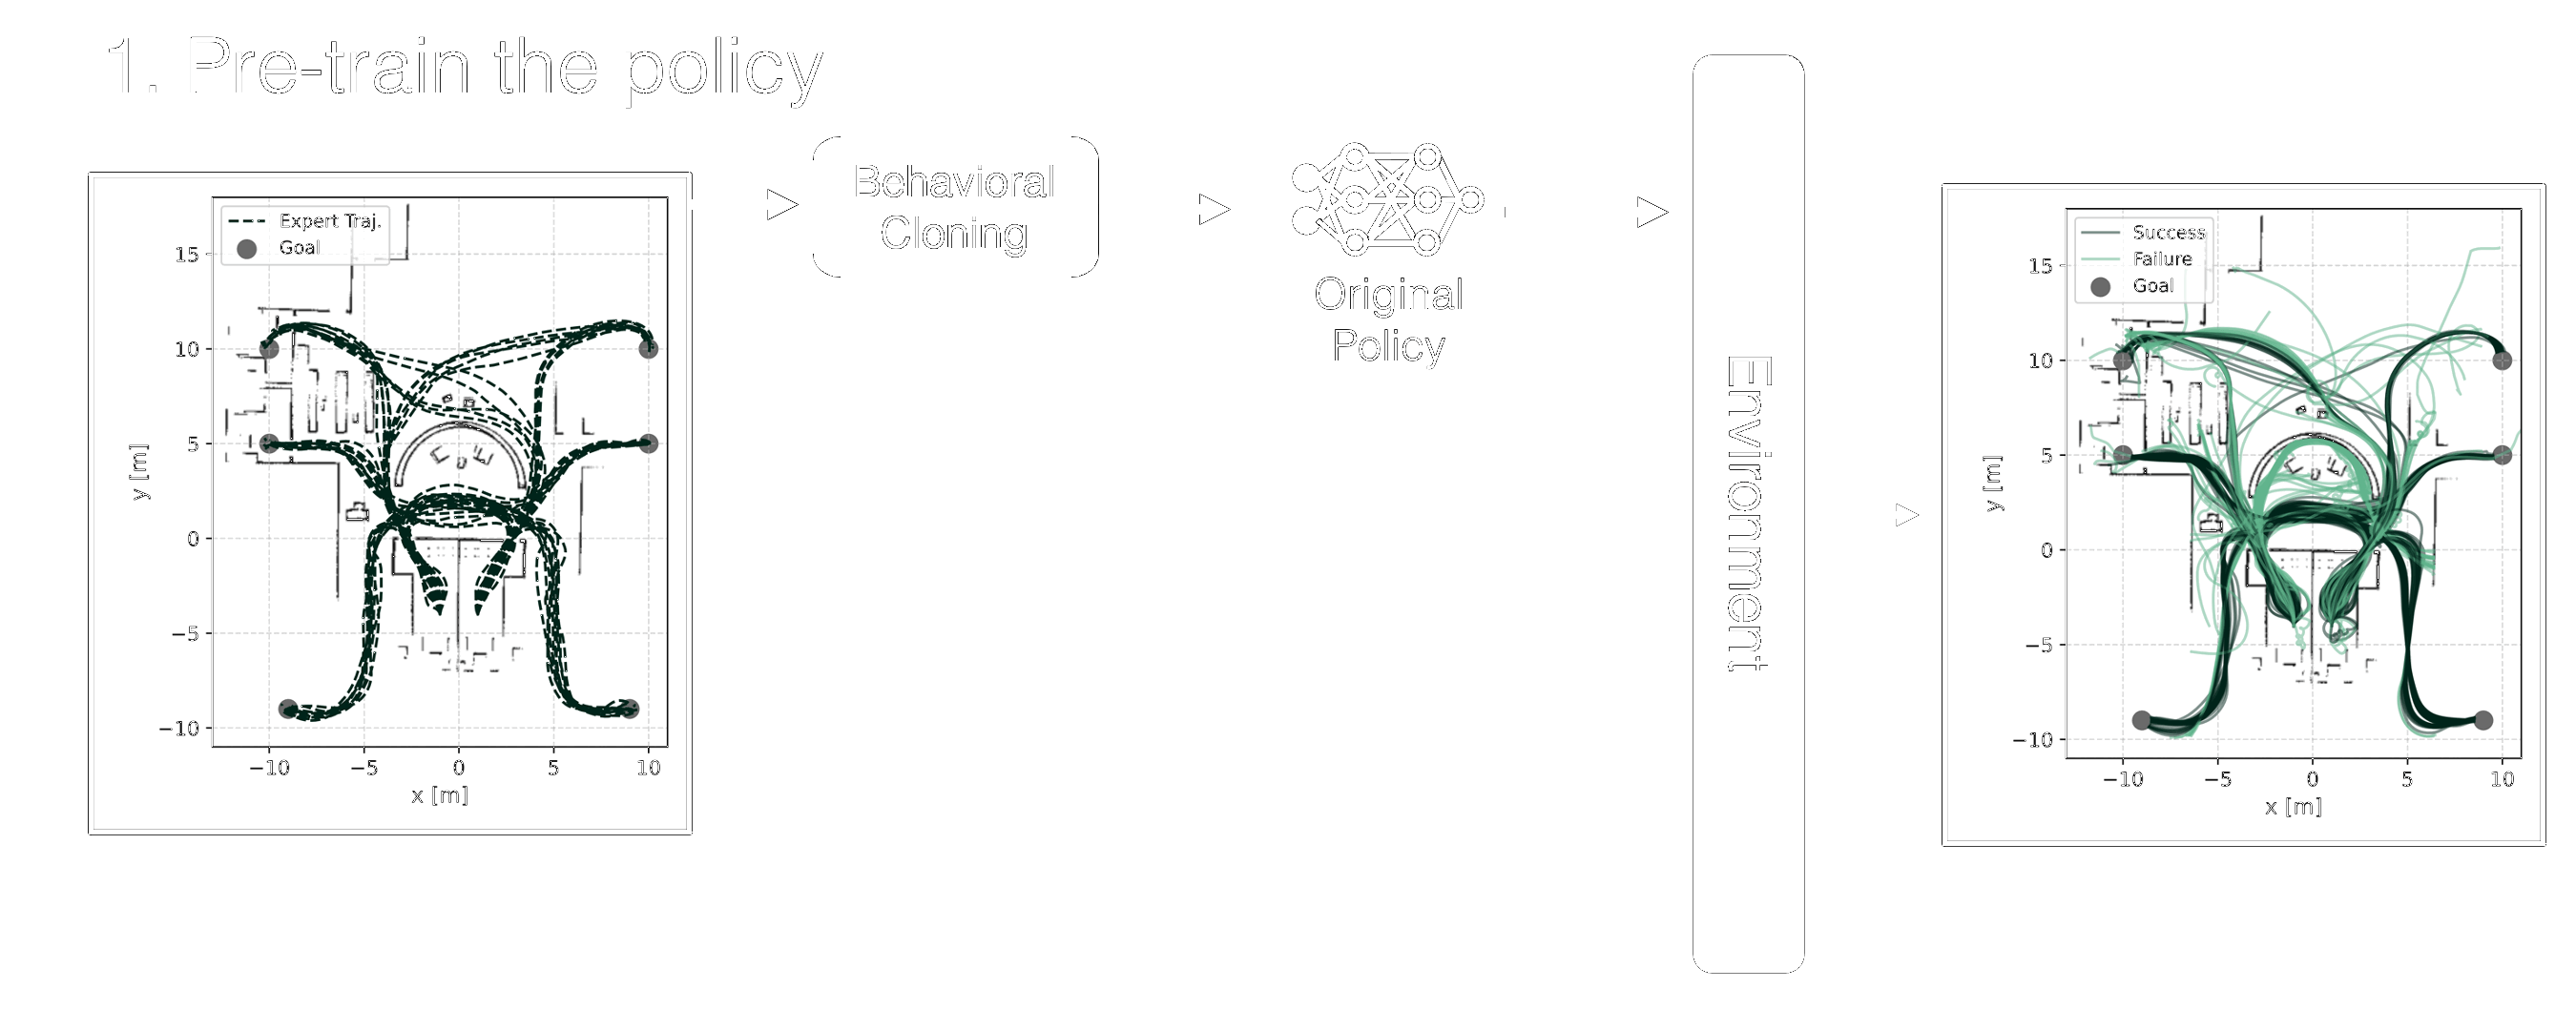 1. Pre-train the policy
Expert Traj.
Goal
15
10
5
0
−5
−10
−10
−5
0
5
10
x [m]
y [m]
Behavioral
Cloning
Original
Policy
Environment
Success
Failure
Goal
15
10
5
0
−5
−10
−10
−5
0
5
10
x [m]
y [m]